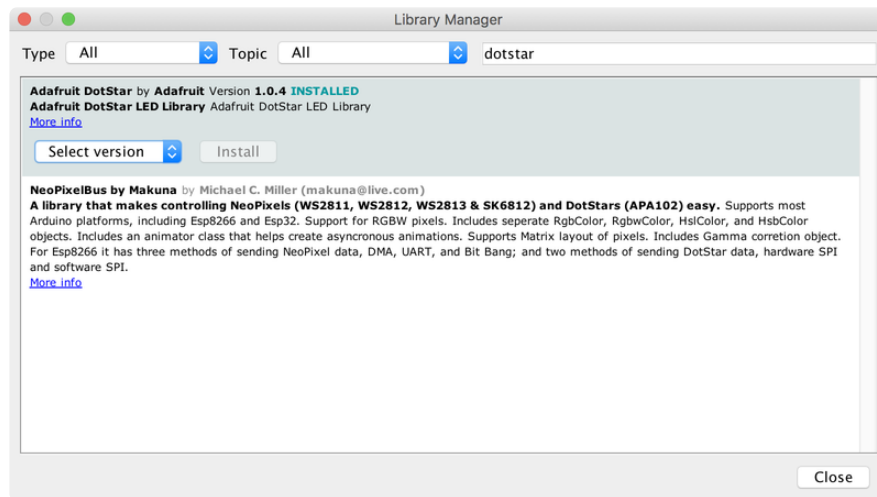 Library Manager
Type All Topic All dotstar
Adafruit DotStar by Adafruit Version 1.0.4 INSTALLED
Adafruit DotStar LED Library Adafruit DotStar LED Library
More info
Select version Install
NeoPixelBus by Makuna by Michael C. Miller (makuna@live.com)
A library that makes controlling NeoPixels (WS2811, WS2812, WS2813 & SK6812) and DotStars (APA102) easy. Supports most
Arduino platforms, including Esp8266 and Esp32. Support for RGBW pixels. Includes seperate RgbColor, RgbwColor, HslColor, and HsbColor
objects. Includes an animator class that helps create asyncronous animations. Supports Matrix layout of pixels. Includes Gamma corretion object.
For Esp8266 it has three methods of sending NeoPixel data, DMA, UART, and Bit Bang; and two methods of sending DotStar data, hardware SPI
and software SPI.
More info
Close